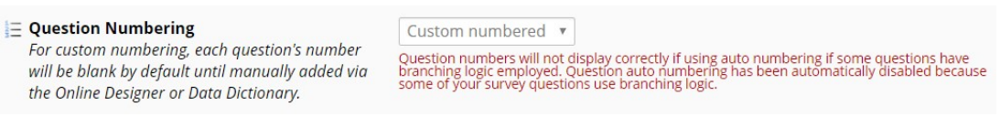 Question Numbering
For custom numbering, each question's number
will be blank by default until manually added via
the Online Designer or Data Dictionary.
Custom numbered
Question numbers will not display correctly if using auto numbering if some questions have
branching logic employed. Question auto numbering has been automatically disabled because
some of your survey questions use branching logic.